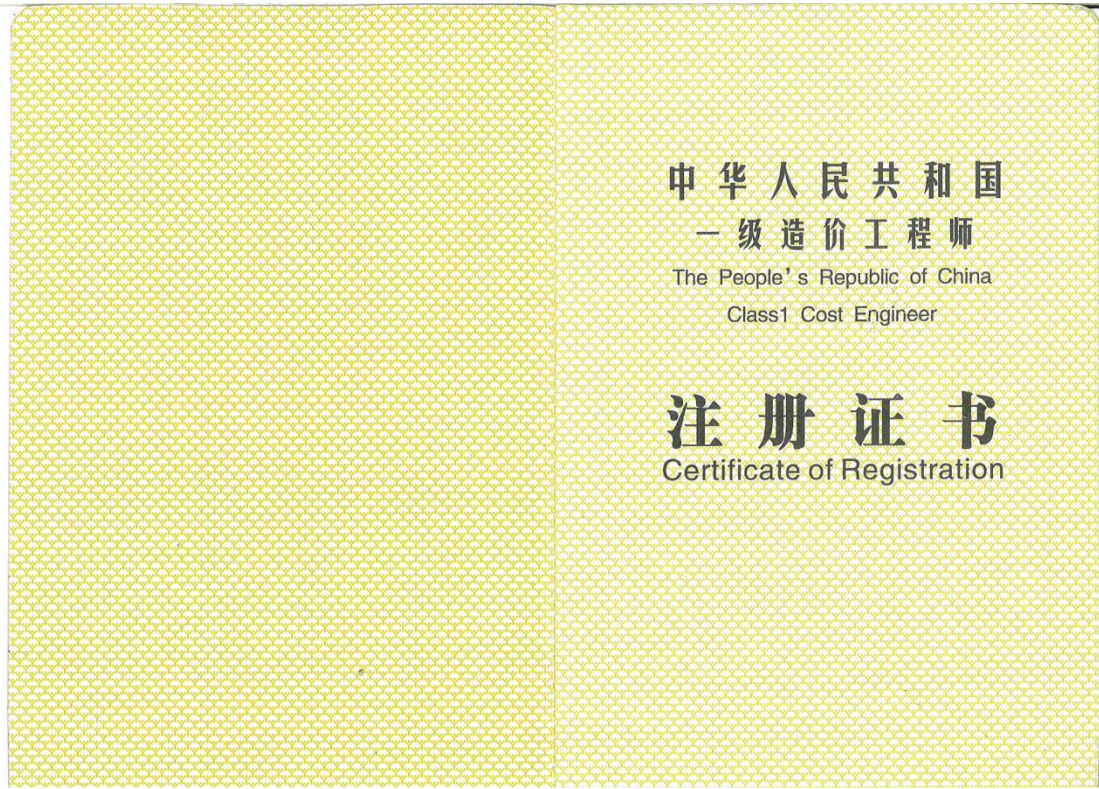 中华人民共和国
一级造价工程师
The People's Republic of China
Class1 Cost Engineer
注册证书
Certificate of Registration